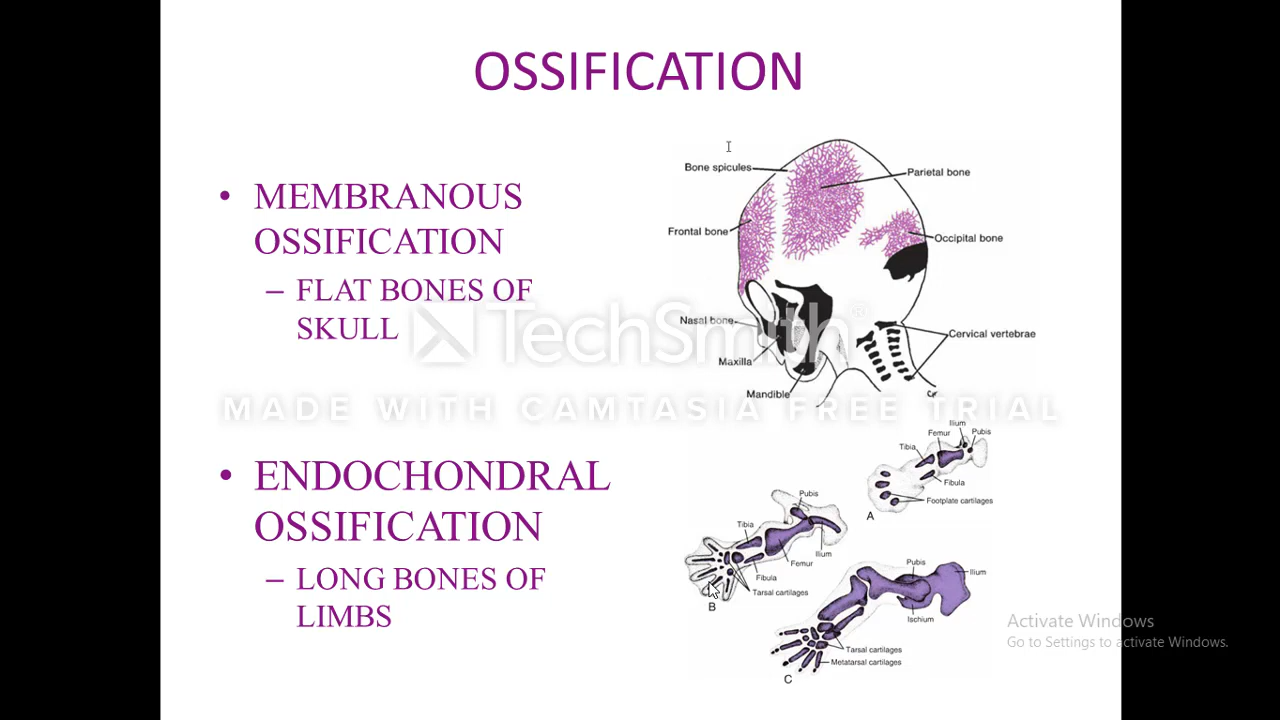 OSSIFICATION
• MEMBRANOUS
OSSIFICATION
– FLAT BONES OF
SKULL
• ENDOCHONDRAL
OSSIFICATION
– LONG BONES OF
LIMBS
Bone spicules
Parietal bone
Frontal bone
Occipital bone
Nasal bone
Cervical vertebrae
Maxilla
Mandible
TechSmith®
MADE WITH CAMTASIA FREE TRIAL
Ilium
Femur
Pubis
Tibia
Fibula
Footplate cartilages
A
Pubis
Tibia
Ilium
Femur
Fibula
Tarsal cartilages
B
Pubis
Ilium
Ischium
Tarsal cartilages
Metatarsal cartilages
C
Activate Windows
Go to Settings to activate Windows.